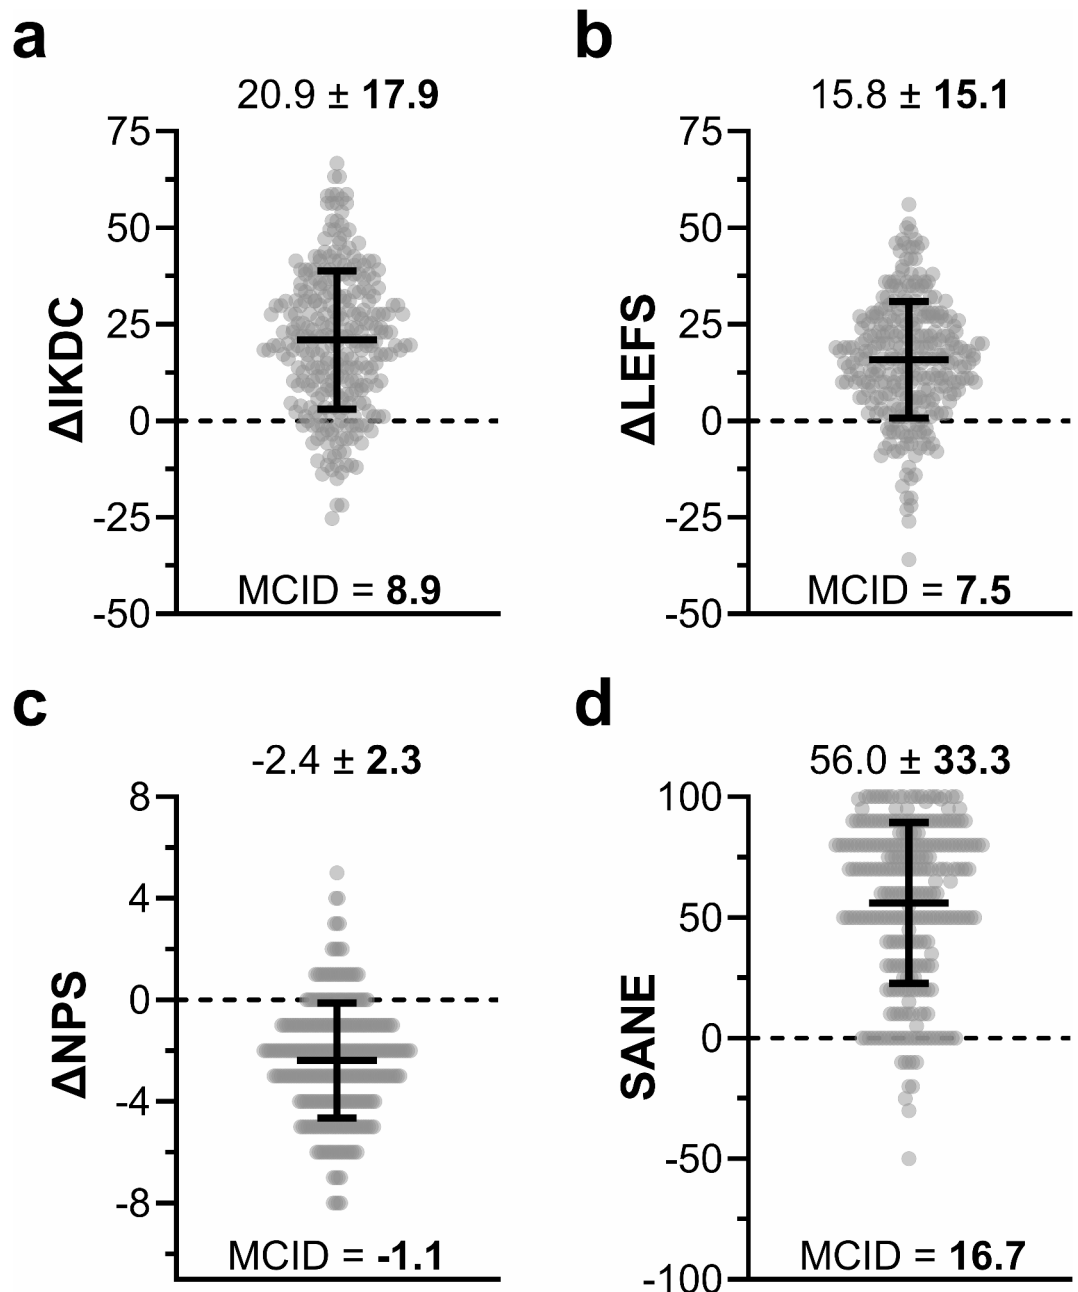 a
20.9 ± 17.9
75
50
25
0
-25
-50
ΔIKDC
MCID = 8.9
b
15.8 ± 15.1
75
50
25
0
-25
-50
ΔLEFS
MCID = 7.5
c
-2.4 ± 2.3
8
4
0
-4
-8
ΔNPS
MCID = -1.1
d
56.0 ± 33.3
100
50
0
-50
-100
SANE
MCID = 16.7